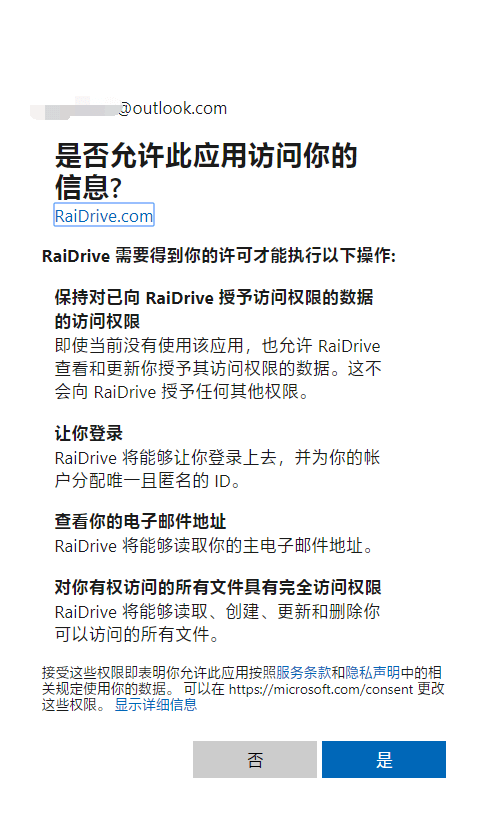 @outlook.com
是否允许此应用访问你的
信息?
RaiDrive.com
RaiDrive 需要得到你的许可才能执行以下操作:
保持对已向 RaiDrive 授予访问权限的数据
的访问权限
即使当前没有使用该应用，也允许 RaiDrive
查看和更新你授予其访问权限的数据。这不
会向 RaiDrive 授予任何其他权限。
让你登录
RaiDrive 将能够让你登录上去，并为你的帐
户分配唯一且匿名的 ID。
查看你的电子邮件地址
RaiDrive 将能够读取你的主电子邮件地址。
对你有权访问的所有文件具有完全访问权限
RaiDrive 将能够读取、创建、更新和删除你
可以访问的所有文件。
接受这些权限即表明你允许此应用按照服务条款和隐私声明中的相
关规定使用你的数据。 可以在 https://microsoft.com/consent 更改
这些权限。 显示详细信息
否
是